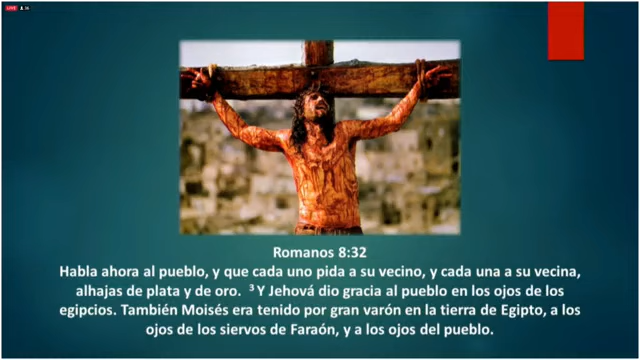 LIVE 16
Romanos 8:32
Habla ahora al pueblo, y que cada uno pida a su vecino, y cada una a su vecina,
alhajas de plata y de oro. ³ Y Jehová dio gracia al pueblo en los ojos de los
egipcios. También Moisés era tenido por gran varón en la tierra de Egipto, a los
ojos de los siervos de Faraón, y a los ojos del pueblo.